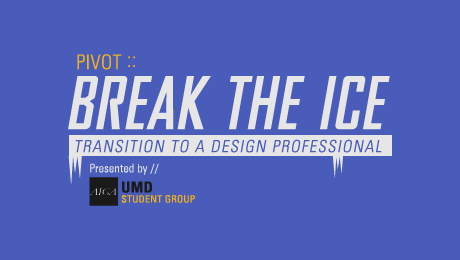 PIVOT ::
BREAK THE ICE
TRANSITION TO A DESIGN PROFESSIONAL
Presented by //
AIGA
UMD
STUDENT GROUP